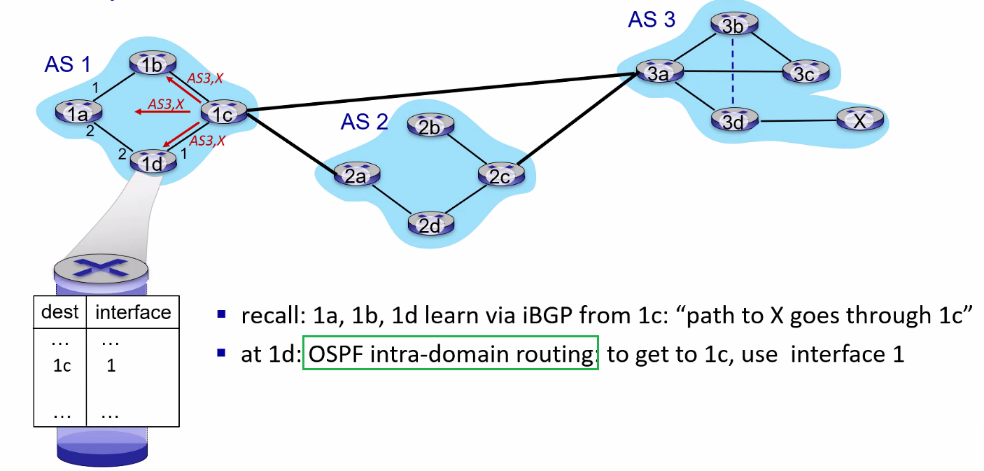 AS 3
3b
AS 1
1b
AS3,X
3a
3c
1
AS3,X
1a
1c
AS 2
2b
3d
X
2
AS3,X
2
1d
1
2a
2c
2d
dest interface
... ...
1c 1
... ...
▪ recall: 1a, 1b, 1d learn via iBGP from 1c: “path to X goes through 1c”
▪ at 1d: OSPF intra-domain routing: to get to 1c, use interface 1